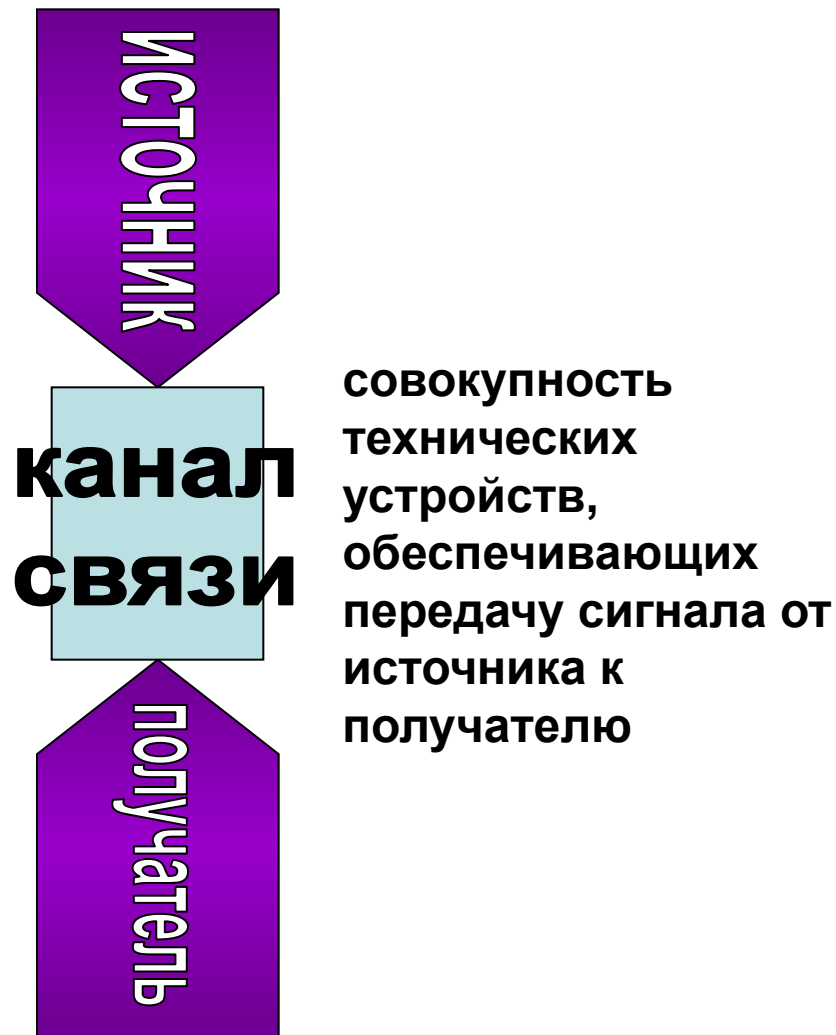 источник
канал
связи
совокупность
технических
устройств,
обеспечивающих
передачу сигнала от
источника к
получателю
получатель